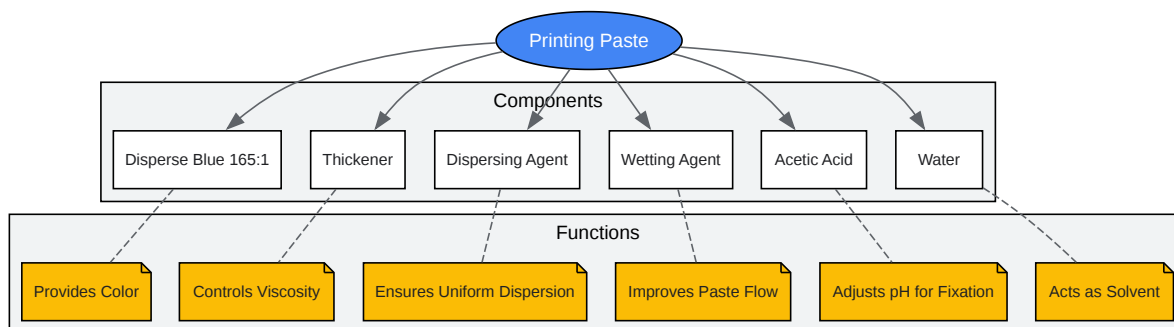 Printing Paste
Components
Disperse Blue 165:1
Thickener
Dispersing Agent
Wetting Agent
Acetic Acid
Water
Functions
Provides Color
Controls Viscosity
Ensures Uniform Dispersion
Improves Paste Flow
Adjusts pH for Fixation
Acts as Solvent